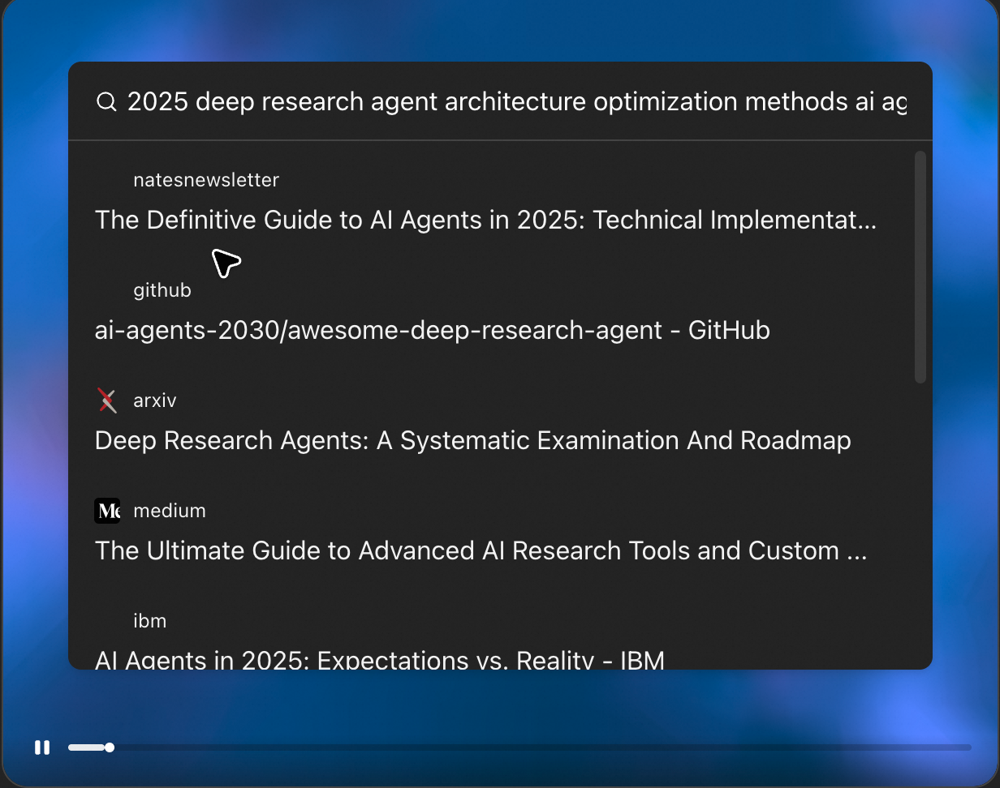 2025 deep research agent architecture optimization methods ai ag
natesnewsletter
The Definitive Guide to AI Agents in 2025: Technical Implementat...
github
ai-agents-2030/awesome-deep-research-agent - GitHub
arxiv
Deep Research Agents: A Systematic Examination And Roadmap
Me medium
The Ultimate Guide to Advanced AI Research Tools and Custom ...
ibm
AI Agents in 2025: Expectations vs. Reality - IBM